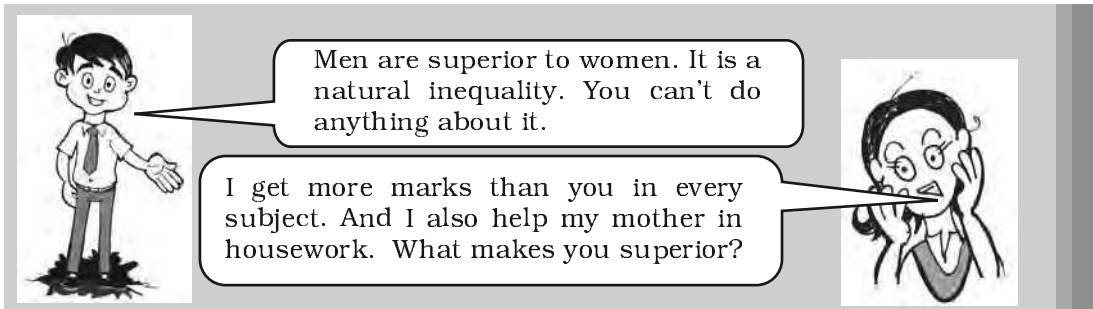 Men are superior to women. It is a
natural inequality. You can't do
anything about it.
I get more marks than you in every
subject. And I also help my mother in
housework. What makes you superior?